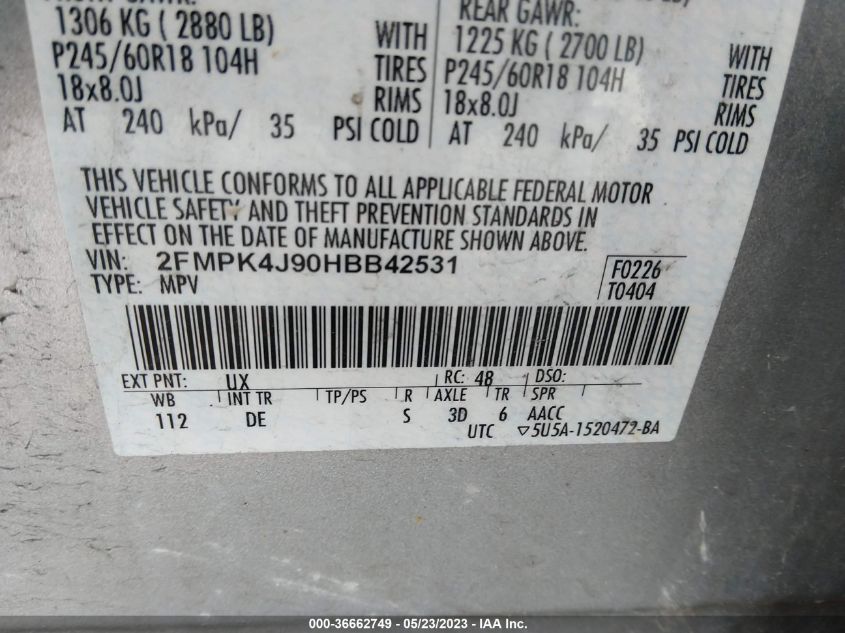 REAR GAWR:
1306 KG ( 2880 LB) WITH
P245/60R18 104H TIRES
18x8.0J RIMS
AT 240 kPa/ 35 PSI COLD
1225 KG ( 2700 LB) WITH
P245/60R18 104H TIRES
18x8.0J RIMS
AT 240 kPa/ 35 PSI COLD
THIS VEHICLE CONFORMS TO ALL APPLICABLE FEDERAL MOTOR
VEHICLE SAFETY AND THEFT PREVENTION STANDARDS IN
EFFECT ON THE DATE OF MANUFACTURE SHOWN ABOVE.
VIN: 2FMPK4J90HBB42531
TYPE: MPV
F0226
T0404
EXT PNT: UX RC: 48 DSO:
WB INT TR TP/PS R AXLE TR SPR
112 DE S 3D 6 AACC
UTC ▽5U5A-1520472-BA
000-36662749 - 05/23/2023 - IAA Inc.